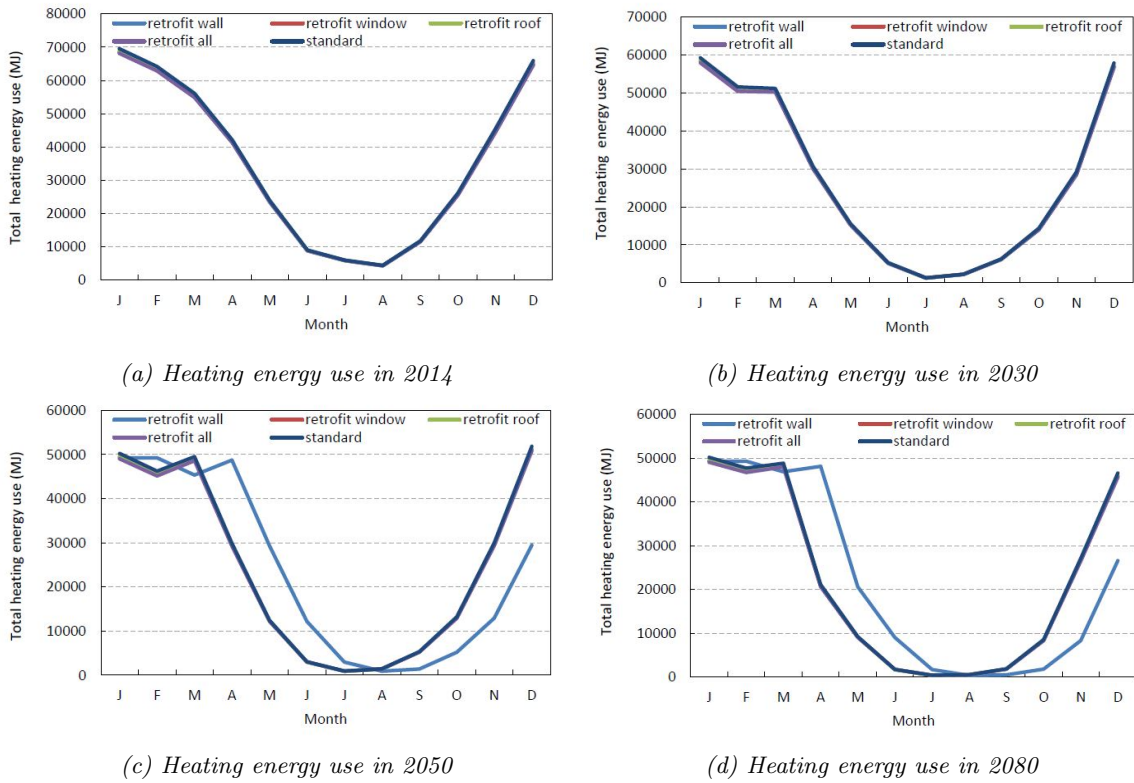 retrofit wall retrofit window retrofit roof
retrofit all standard
Total heating energy use (MJ)
80000
70000
60000
50000
40000
30000
20000
10000
0
J F M A M J J A S O N D
Month
(a) Heating energy use in 2014
retrofit wall retrofit window retrofit roof
retrofit all standard
Total heating energy use (MJ)
70000
60000
50000
40000
30000
20000
10000
0
J F M A M J J A S O N D
Month
(b) Heating energy use in 2030
retrofit wall retrofit window retrofit roof
retrofit all standard
Total heating energy use (MJ)
60000
50000
40000
30000
20000
10000
0
J F M A M J J A S O N D
Month
(c) Heating energy use in 2050
retrofit wall retrofit window retrofit roof
retrofit all standard
Total heating energy use (MJ)
60000
50000
40000
30000
20000
10000
0
J F M A M J J A S O N D
Month
(d) Heating energy use in 2080